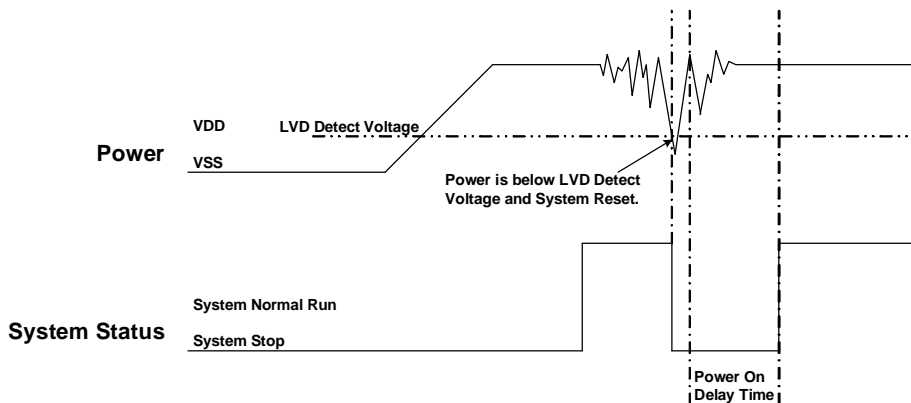 VDD
LVD Detect Voltage
Power
VSS
Power is below LVD Detect
Voltage and System Reset.
System Normal Run
System Status
System Stop
Power On
Delay Time